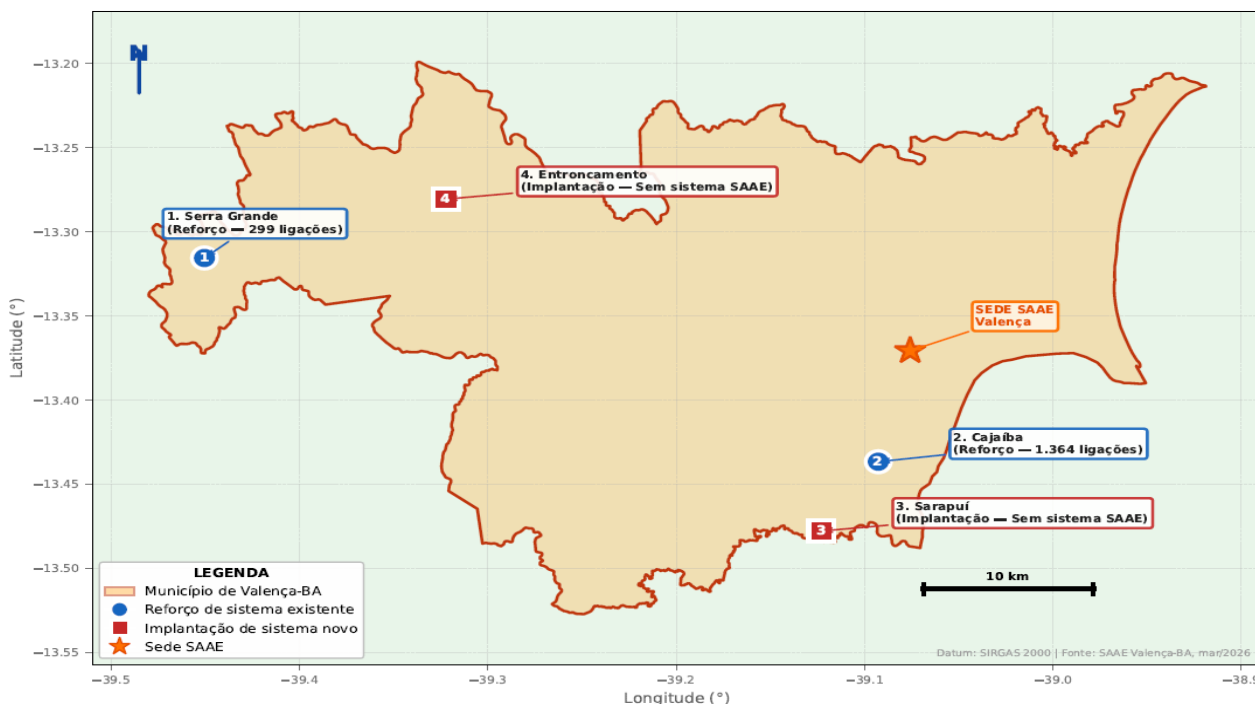 N
−13.20
−13.25
−13.30
−13.35
−13.40
−13.45
−13.50
−13.55
Latitude (°)
4. Entroncamento
(Implantação — Sem sistema SAAE)
4
1. Serra Grande
(Reforço — 299 ligações)
1
SEDE SAAE
Valença
2. Cajaíba
(Reforço — 1.364 ligações)
2
3. Sarapuí
(Implantação — Sem sistema SAAE)
3
10 km
LEGENDA
Município de Valença-BA
Reforço de sistema existente
Implantação de sistema novo
Sede SAAE
Datum: SIRGAS 2000 | Fonte: SAAE Valença-BA, mar/2026
−39.5
−39.4
−39.3
−39.2
−39.1
−39.0
−38.9
Longitude (°)